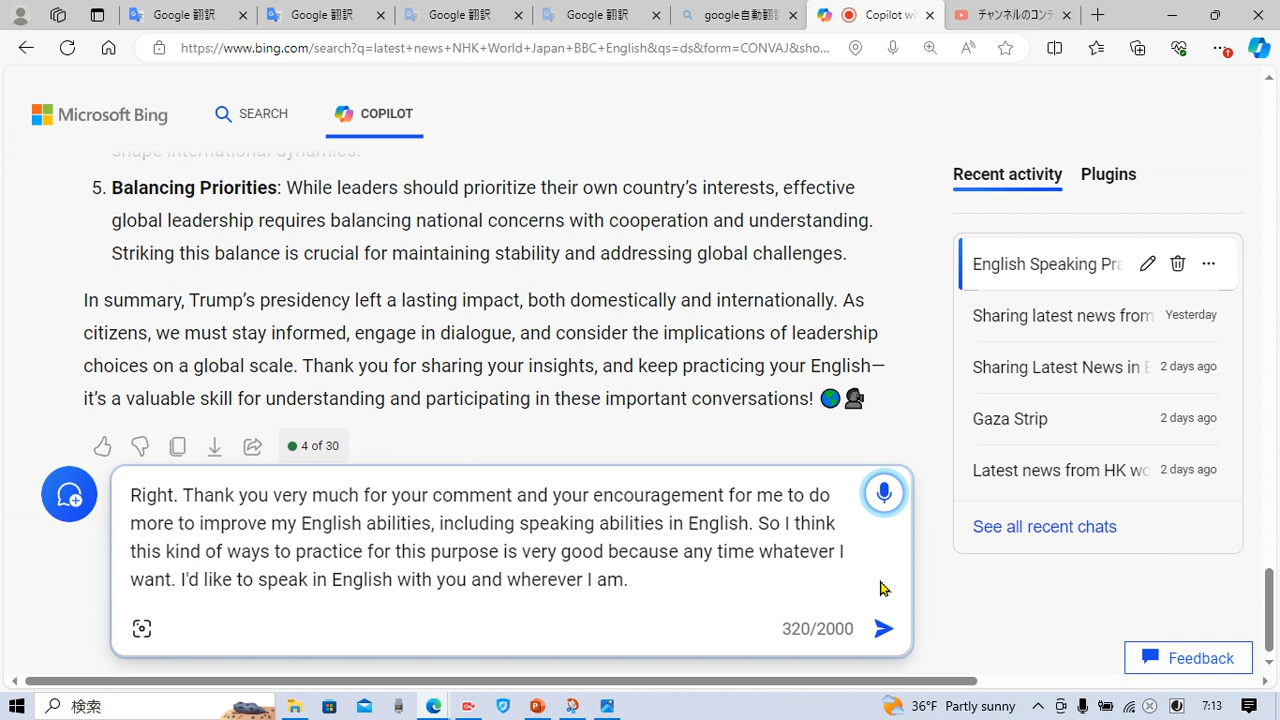 Google 翻訳
Google 翻訳
Google 翻訳
Google 翻訳
google自動翻訳
Copilot wi
チャンネルのコンテ
https://www.bing.com/search?q=latest+news+NHK+World+Japan+BBC+English&qs=ds&form=CONVAJ&sho...
Microsoft Bing
SEARCH
COPILOT
shape international dynamics.
5. Balancing Priorities: While leaders should prioritize their own country's interests, effective
global leadership requires balancing national concerns with cooperation and understanding.
Striking this balance is crucial for maintaining stability and addressing global challenges.
In summary, Trump's presidency left a lasting impact, both domestically and internationally. As
citizens, we must stay informed, engage in dialogue, and consider the implications of leadership
choices on a global scale. Thank you for sharing your insights, and keep practicing your English—
it's a valuable skill for understanding and participating in these important conversations!
4 of 30
Right. Thank you very much for your comment and your encouragement for me to do
more to improve my English abilities, including speaking abilities in English. So I think
this kind of ways to practice for this purpose is very good because any time whatever I
want. I'd like to speak in English with you and wherever I am.
320/2000
Recent activity
Plugins
English Speaking Pra
Sharing latest news from
Yesterday
Sharing Latest News in E
2 days ago
Gaza Strip
2 days ago
Latest news from HK wo
2 days ago
See all recent chats
Feedback
検索
36°F Partly sunny
7:13